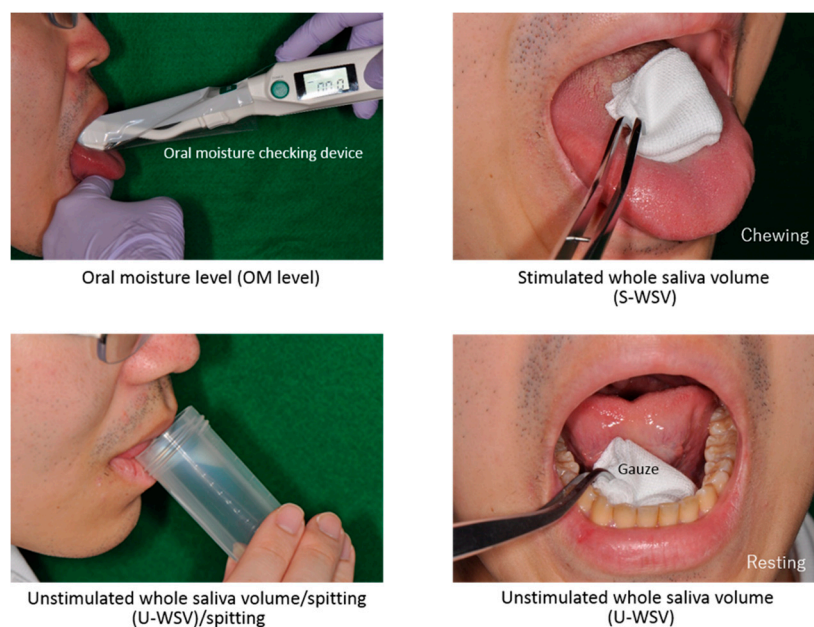 Oral moisture checking device
Oral moisture level (OM level)
Chewing
Stimulated whole saliva volume
(S-WSV)
Unstimulated whole saliva volume/spitting
(U-WSV)/spitting
Gauze
Resting
Unstimulated whole saliva volume
(U-WSV)